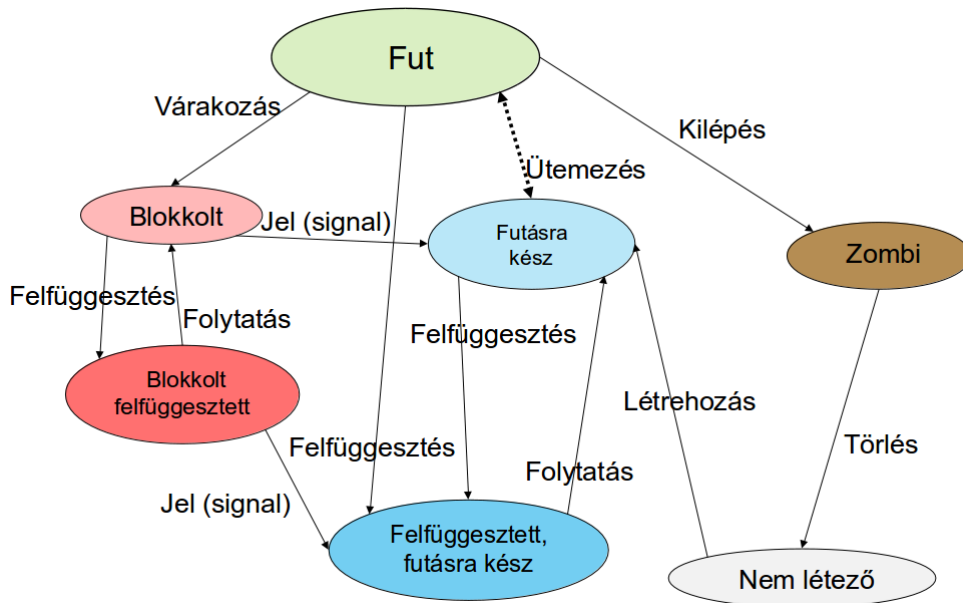 Fut
Várakozás
Kilépés
Ütemezés
Blokkolt
Jel (signal)
Futásra
kész
Zombi
Felfüggesztés
Folytatás
Felfüggesztés
Blokkolt
felfüggesztett
Létrehozás
Felfüggesztés
Törlés
Folytatás
Jel (signal)
Felfüggesztett,
futásra kész
Nem létező